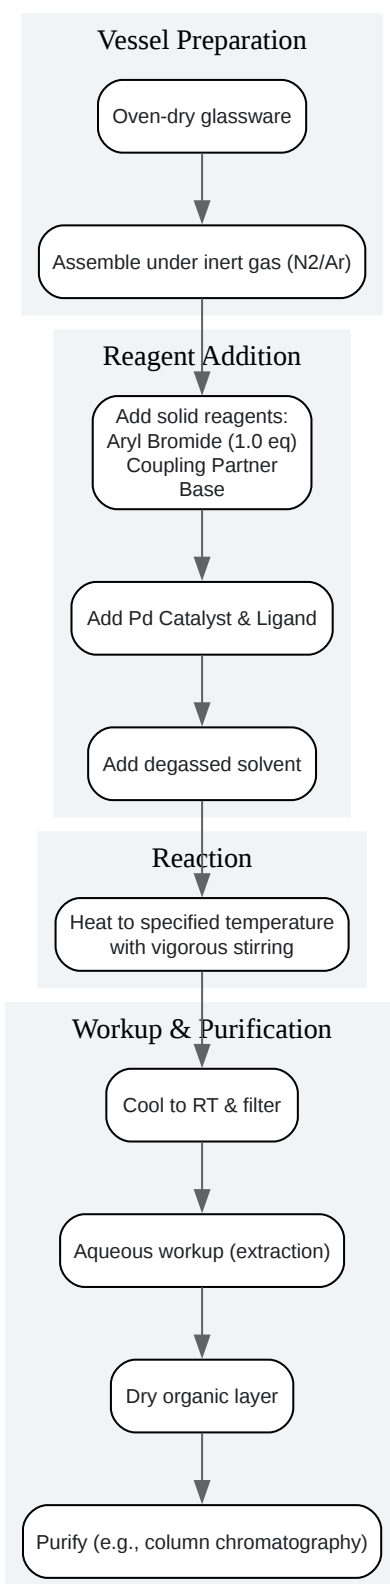 Vessel Preparation
Oven-dry glassware
Assemble under inert gas (N2/Ar)
Reagent Addition
Add solid reagents:
Aryl Bromide (1.0 eq)
Coupling Partner
Base
Add Pd Catalyst & Ligand
Add degassed solvent
Reaction
Heat to specified temperature
with vigorous stirring
Workup & Purification
Cool to RT & filter
Aqueous workup (extraction)
Dry organic layer
Purify (e.g., column chromatography)